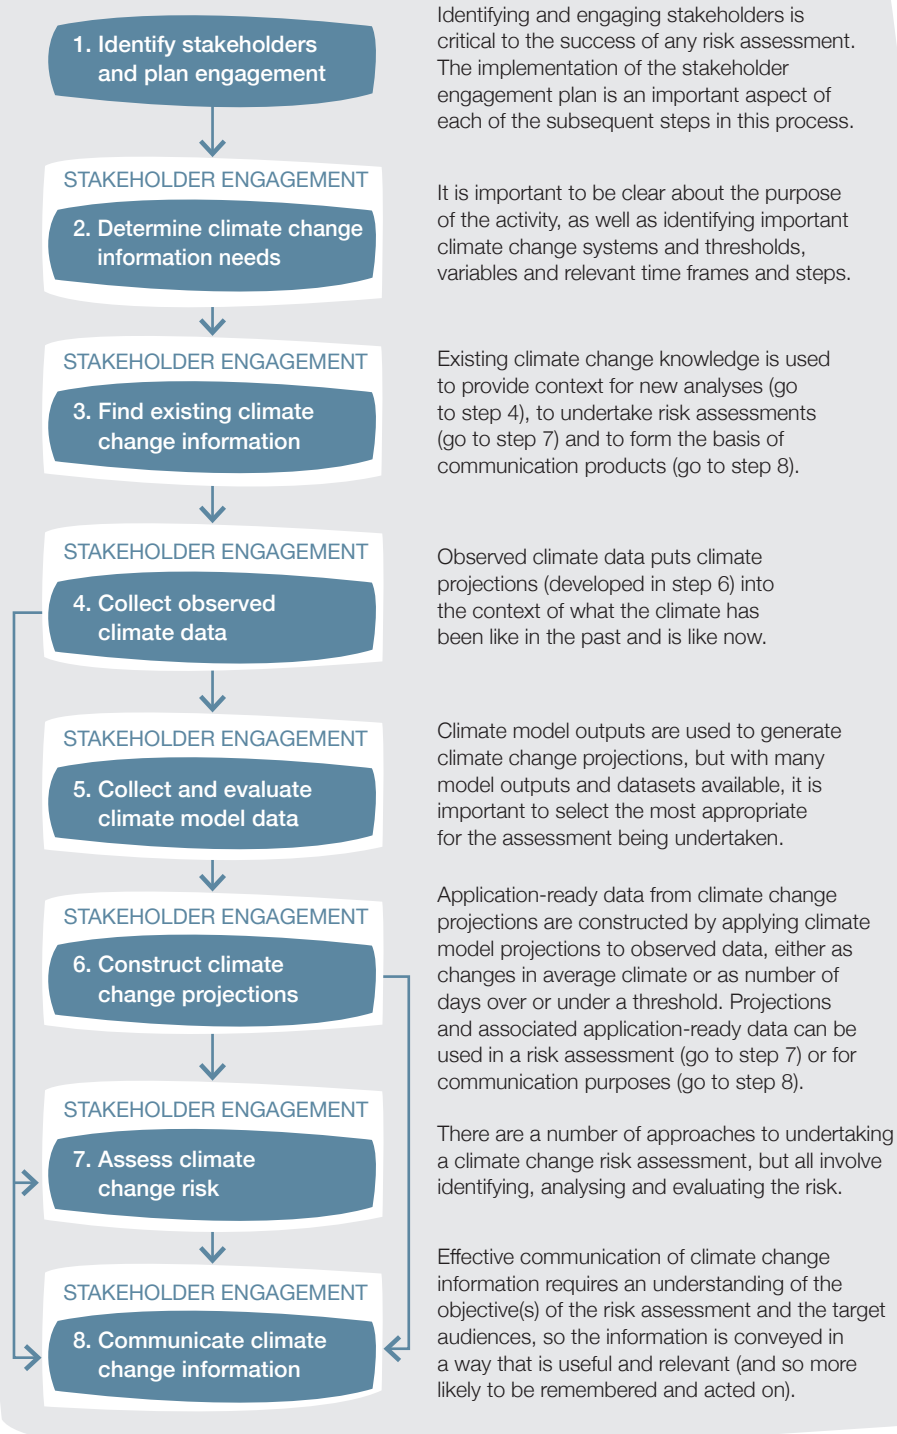 1. Identify stakeholders
and plan engagement
Identifying and engaging stakeholders is
critical to the success of any risk assessment.
The implementation of the stakeholder
engagement plan is an important aspect of
each of the subsequent steps in this process.
STAKEHOLDER ENGAGEMENT
2. Determine climate change
information needs
It is important to be clear about the purpose
of the activity, as well as identifying important
climate change systems and thresholds,
variables and relevant time frames and steps.
STAKEHOLDER ENGAGEMENT
3. Find existing climate
change information
Existing climate change knowledge is used
to provide context for new analyses (go
to step 4), to undertake risk assessments
(go to step 7) and to form the basis of
communication products (go to step 8).
STAKEHOLDER ENGAGEMENT
4. Collect observed
climate data
Observed climate data puts climate
projections (developed in step 6) into
the context of what the climate has
been like in the past and is like now.
STAKEHOLDER ENGAGEMENT
5. Collect and evaluate
climate model data
Climate model outputs are used to generate
climate change projections, but with many
model outputs and datasets available, it is
important to select the most appropriate
for the assessment being undertaken.
STAKEHOLDER ENGAGEMENT
6. Construct climate
change projections
Application-ready data from climate change
projections are constructed by applying climate
model projections to observed data, either as
changes in average climate or as number of
days over or under a threshold. Projections
and associated application-ready data can be
used in a risk assessment (go to step 7) or for
communication purposes (go to step 8).
STAKEHOLDER ENGAGEMENT
7. Assess climate
change risk
There are a number of approaches to undertaking
a climate change risk assessment, but all involve
identifying, analysing and evaluating the risk.
STAKEHOLDER ENGAGEMENT
8. Communicate climate
change information
Effective communication of climate change
information requires an understanding of the
objective(s) of the risk assessment and the target
audiences, so the information is conveyed in
a way that is useful and relevant (and so more
likely to be remembered and acted on).